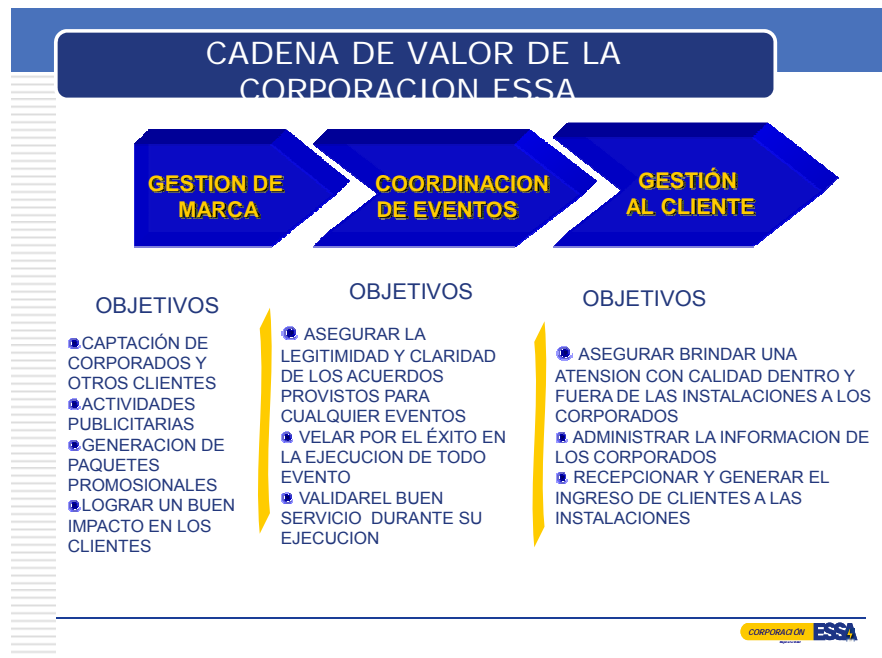 CADENA DE VALOR DE LA
CORPORACION ESSA
GESTION DE
MARCA
COORDINACION
DE EVENTOS
GESTIÓN
AL CLIENTE
OBJETIVOS
CAPTACIÓN DE
CORPORADOS Y
OTROS CLIENTES
ACTIVIDADES
PUBLICITARIAS
GENERACION DE
PAQUETES
PROMOSIONALES
LOGRAR UN BUEN
IMPACTO EN LOS
CLIENTES
OBJETIVOS
ASEGURAR LA
LEGITIMIDAD Y CLARIDAD
DE LOS ACUERDOS
PROVISTOS PARA
CUALQUIER EVENTOS
VELAR POR EL ÉXITO EN
LA EJECUCION DE TODO
EVENTO
VALIDAREL BUEN
SERVICIO DURANTE SU
EJECUCION
OBJETIVOS
ASEGURAR BRINDAR UNA
ATENSION CON CALIDAD DENTRO Y
FUERA DE LAS INSTALACIONES A LOS
CORPORADOS
ADMINISTRAR LA INFORMACION DE
LOS CORPORADOS
RECEPCIONAR Y GENERAR EL
INGRESO DE CLIENTES A LAS
INSTALACIONES
CORPORACIÓN ESSA